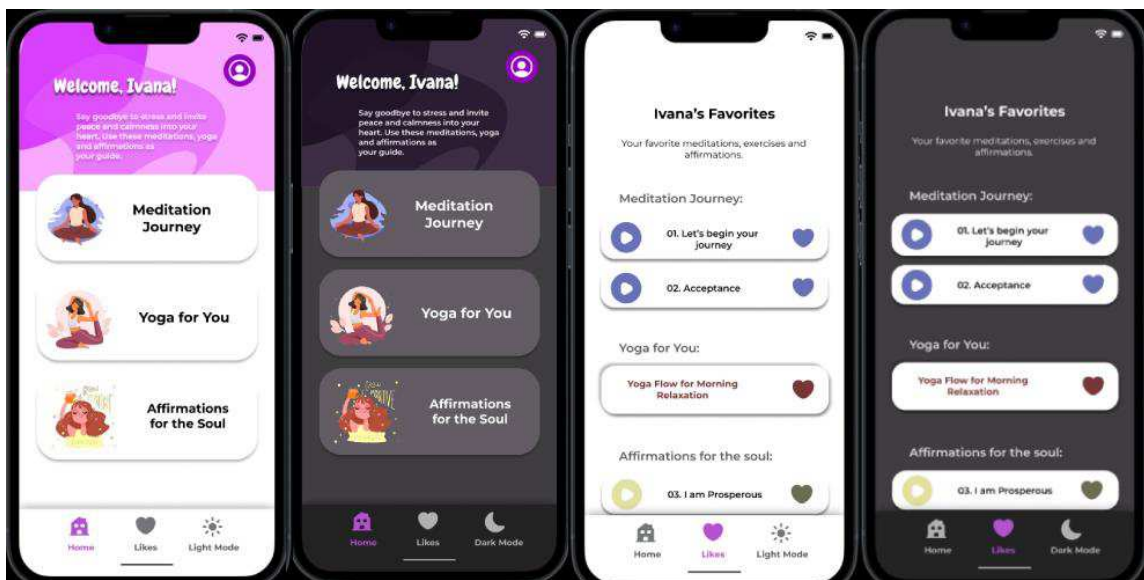 Welcome, Ivana!
Say goodbye to stress and invite
peace and calmness into your
heart. Use these meditations, yoga
and affirmations as
your guide.
Meditation
Journey
Yoga for You
Affirmations
for the Soul
Home
Likes
Light Mode
Welcome, Ivana!
Say goodbye to stress and invite
peace and calmness into your
heart. Use these meditations, yoga
and affirmations as
your guide.
Meditation
Journey
Yoga for You
Affirmations
for the Soul
Home
Likes
Dark Mode
Ivana's Favorites
Your favorite meditations, exercises and
affirmations.
Meditation Journey:
01. Let's begin your
journey
02. Acceptance
Yoga for You:
Yoga Flow for Morning
Relaxation
Affirmations for the soul:
03. I am Prosperous
Home
Likes
Light Mode
Ivana's Favorites
Your favorite meditations, exercises and
affirmations.
Meditation Journey:
01. Let's begin your
journey
02. Acceptance
Yoga for You:
Yoga Flow for Morning
Relaxation
Affirmations for the soul:
03. I am Prosperous
Home
Likes
Dark Mode